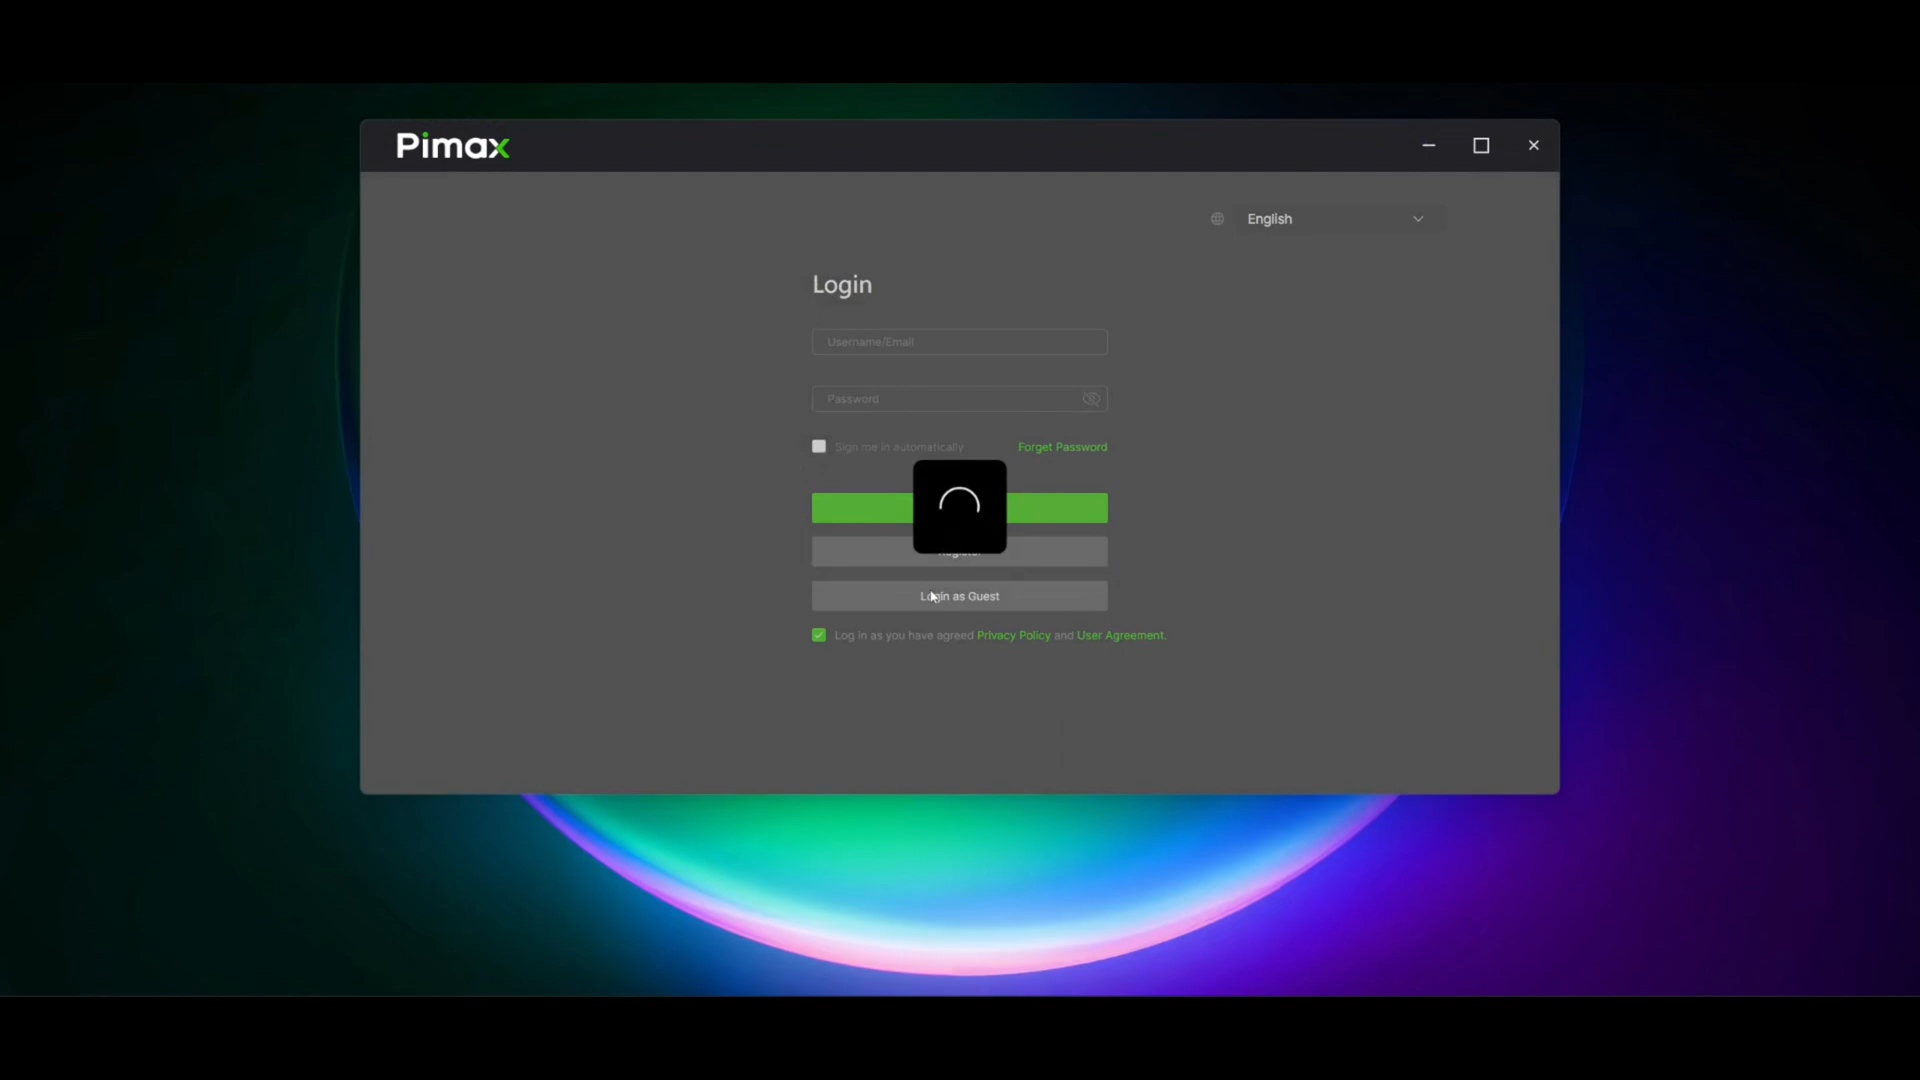 Pimax
English
Login
Username/Email
Password
Sign me in automatically
Forget Password
Register
Login as Guest
Log in as you have agreed Privacy Policy and User Agreement.